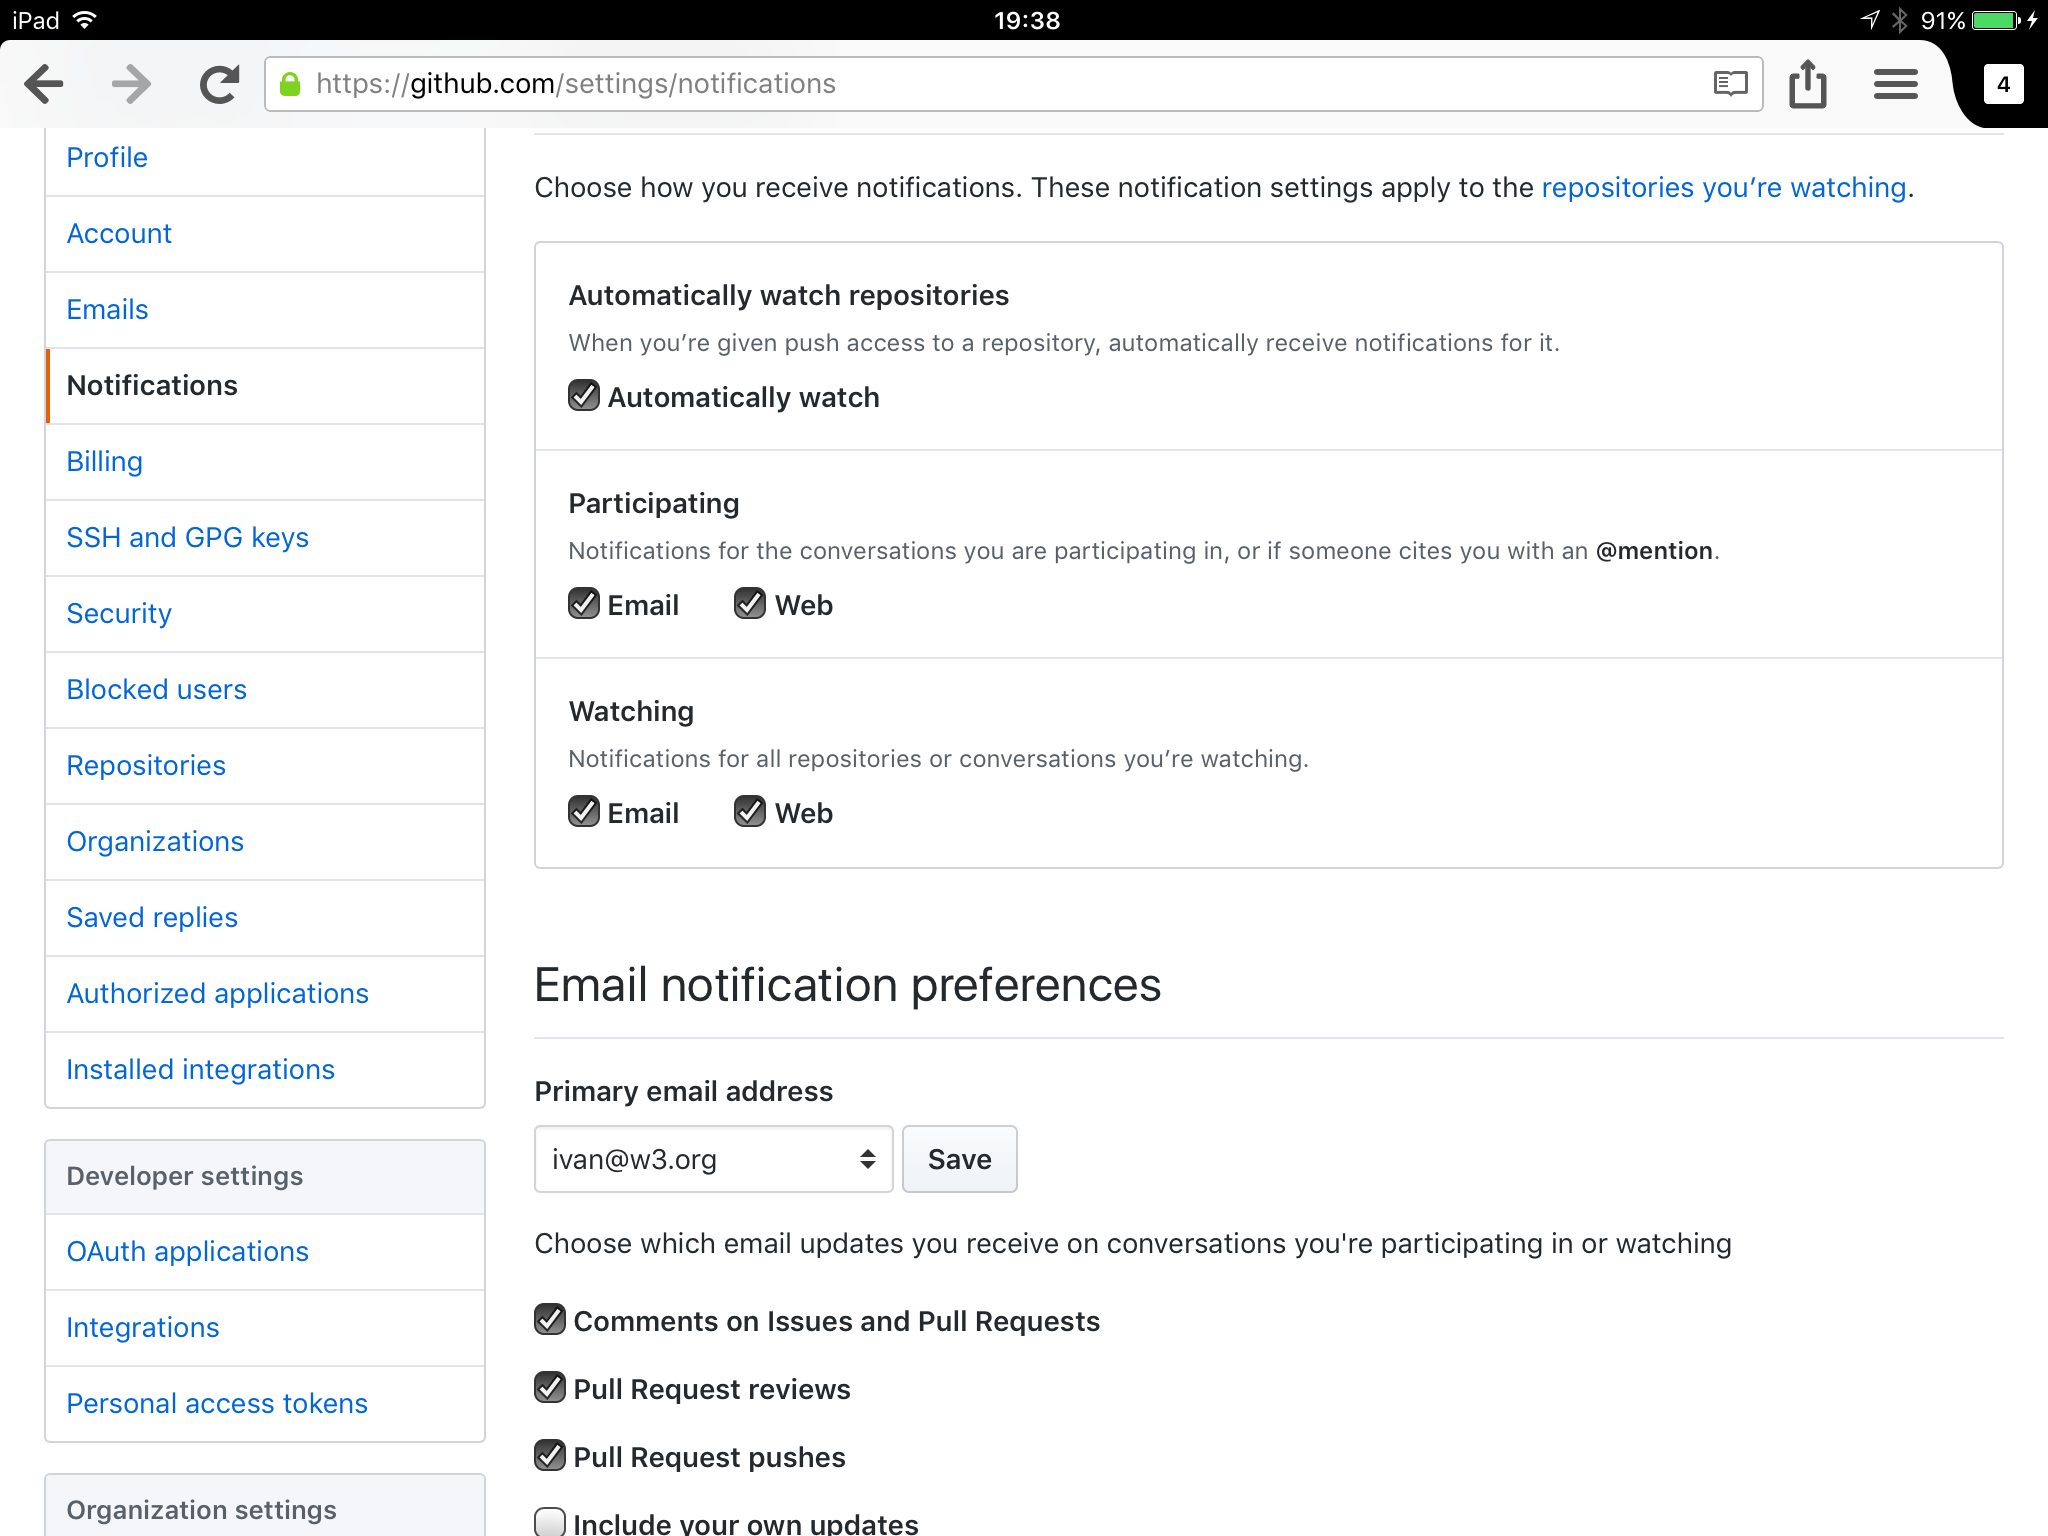 iPad
19:38
91%
https://github.com/settings/notifications
4
Profile
Account
Emails
Notifications
Billing
SSH and GPG keys
Security
Blocked users
Repositories
Organizations
Saved replies
Authorized applications
Installed integrations
Developer settings
OAuth applications
Integrations
Personal access tokens
Organization settings
Choose how you receive notifications. These notification settings apply to the repositories you’re watching.
Automatically watch repositories
When you’re given push access to a repository, automatically receive notifications for it.
Automatically watch
Participating
Notifications for the conversations you are participating in, or if someone cites you with an @mention.
Email Web
Watching
Notifications for all repositories or conversations you’re watching.
Email Web
Email notification preferences
Primary email address
ivan@w3.org Save
Choose which email updates you receive on conversations you're participating in or watching
Comments on Issues and Pull Requests
Pull Request reviews
Pull Request pushes
Include your own updates